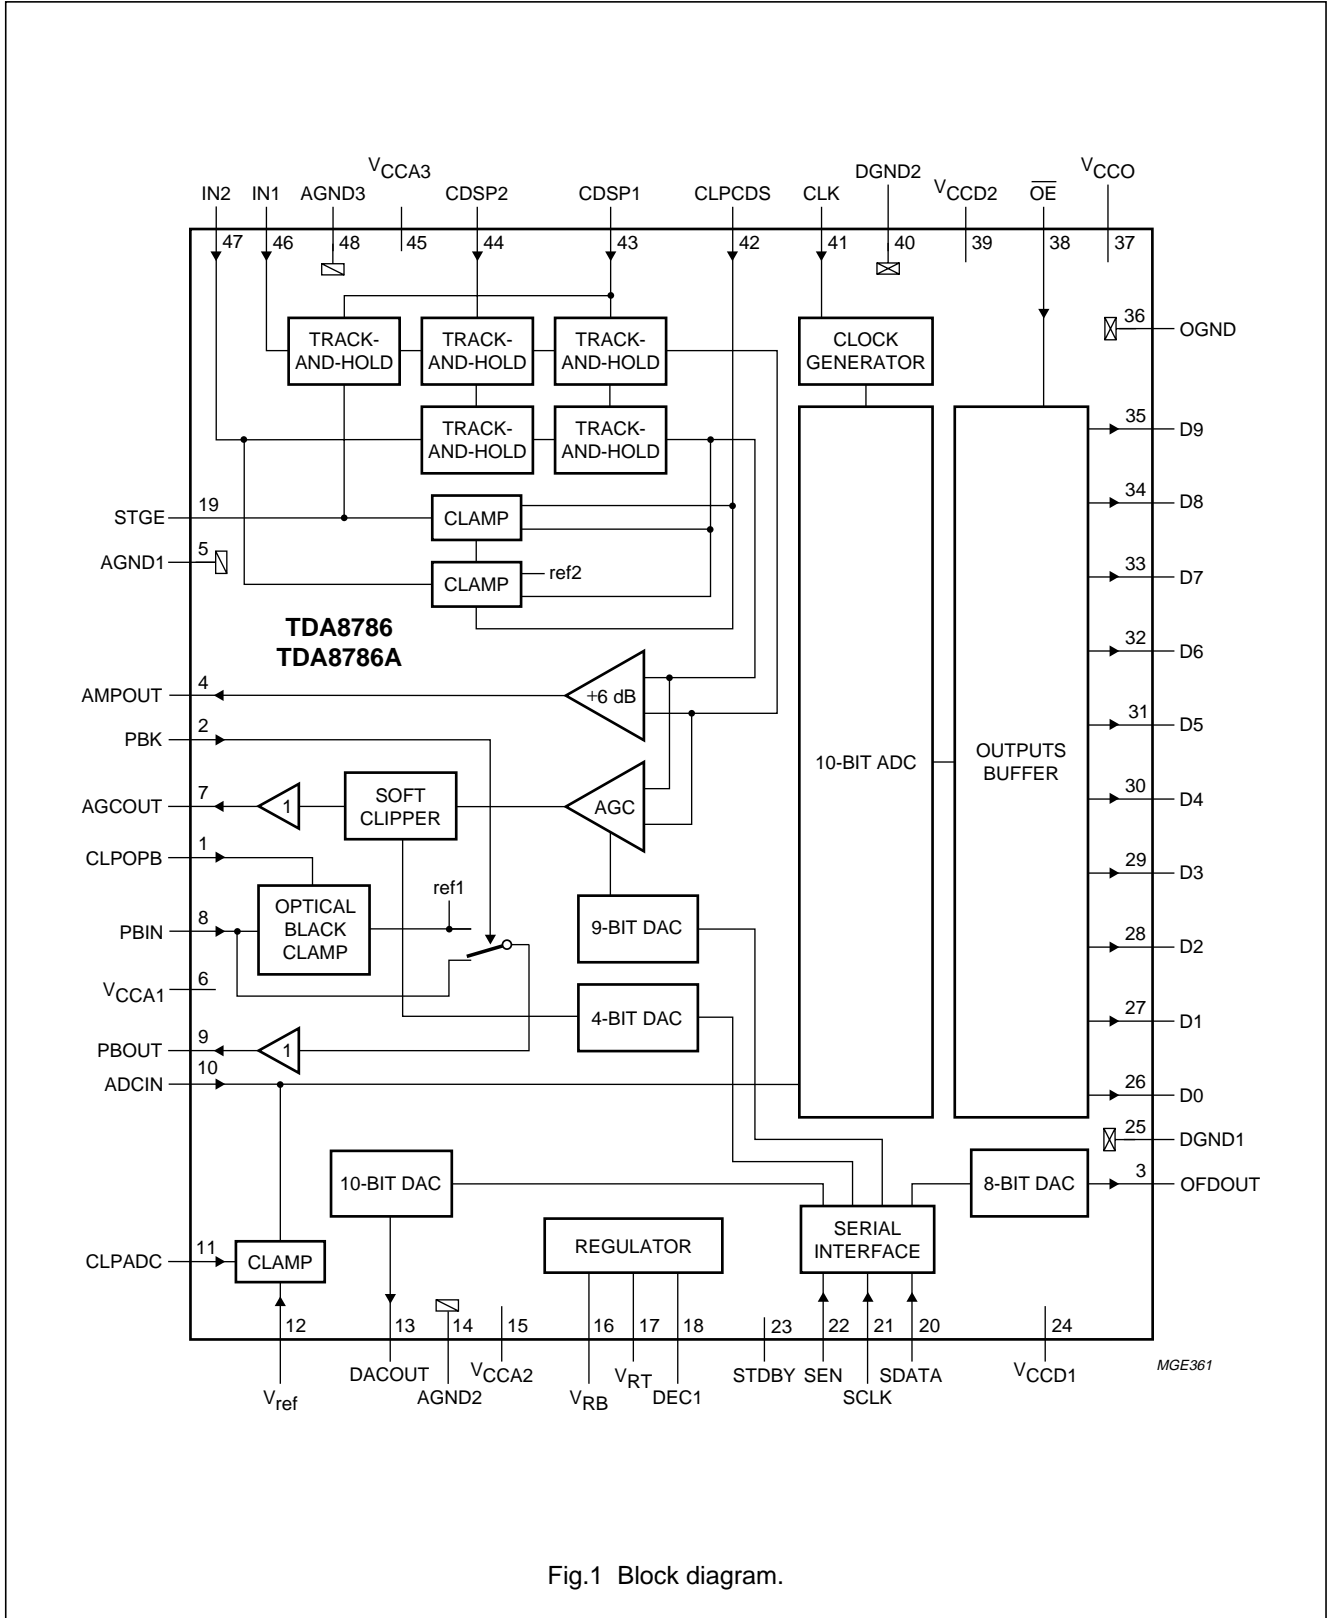 IN2 IN1 AGND3 VCCA3 CDSP2 CDSP1 CLPCDS CLK DGND2 VCCD2 OE VCCO
47 46 48 45 44 43 42 41 40 39 38 37
36 OGND
TRACK-
AND-HOLD
TRACK-
AND-HOLD
TRACK-
AND-HOLD
CLOCK
GENERATOR
TRACK-
AND-HOLD
TRACK-
AND-HOLD
35 D9
34 D8
STGE 19
CLAMP
AGND1 5
CLAMP
ref2
33 D7
TDA8786
TDA8786A
32 D6
AMPOUT 4
+6 dB
31 D5
PBK 2
10-BIT ADC
OUTPUTS
BUFFER
AGCOUT 7
1
SOFT
CLIPPER
AGC
30 D4
CLPOPB 1
29 D3
ref1
PBIN 8
OPTICAL
BLACK
CLAMP
9-BIT DAC
28 D2
VCCA1 6
4-BIT DAC
27 D1
PBOUT 9
1
ADCIN 10
26 D0
25 DGND1
10-BIT DAC
8-BIT DAC
3 OFDOUT
CLPADC 11
CLAMP
REGULATOR
SERIAL
INTERFACE
12 13 14 15 16 17 18 23 22 21 20 24
Vref DACOUT AGND2 VCCA2 VRB VRT DEC1 STDBY SEN SCLK SDATA VCCD1
MGE361
Fig.1 Block diagram.